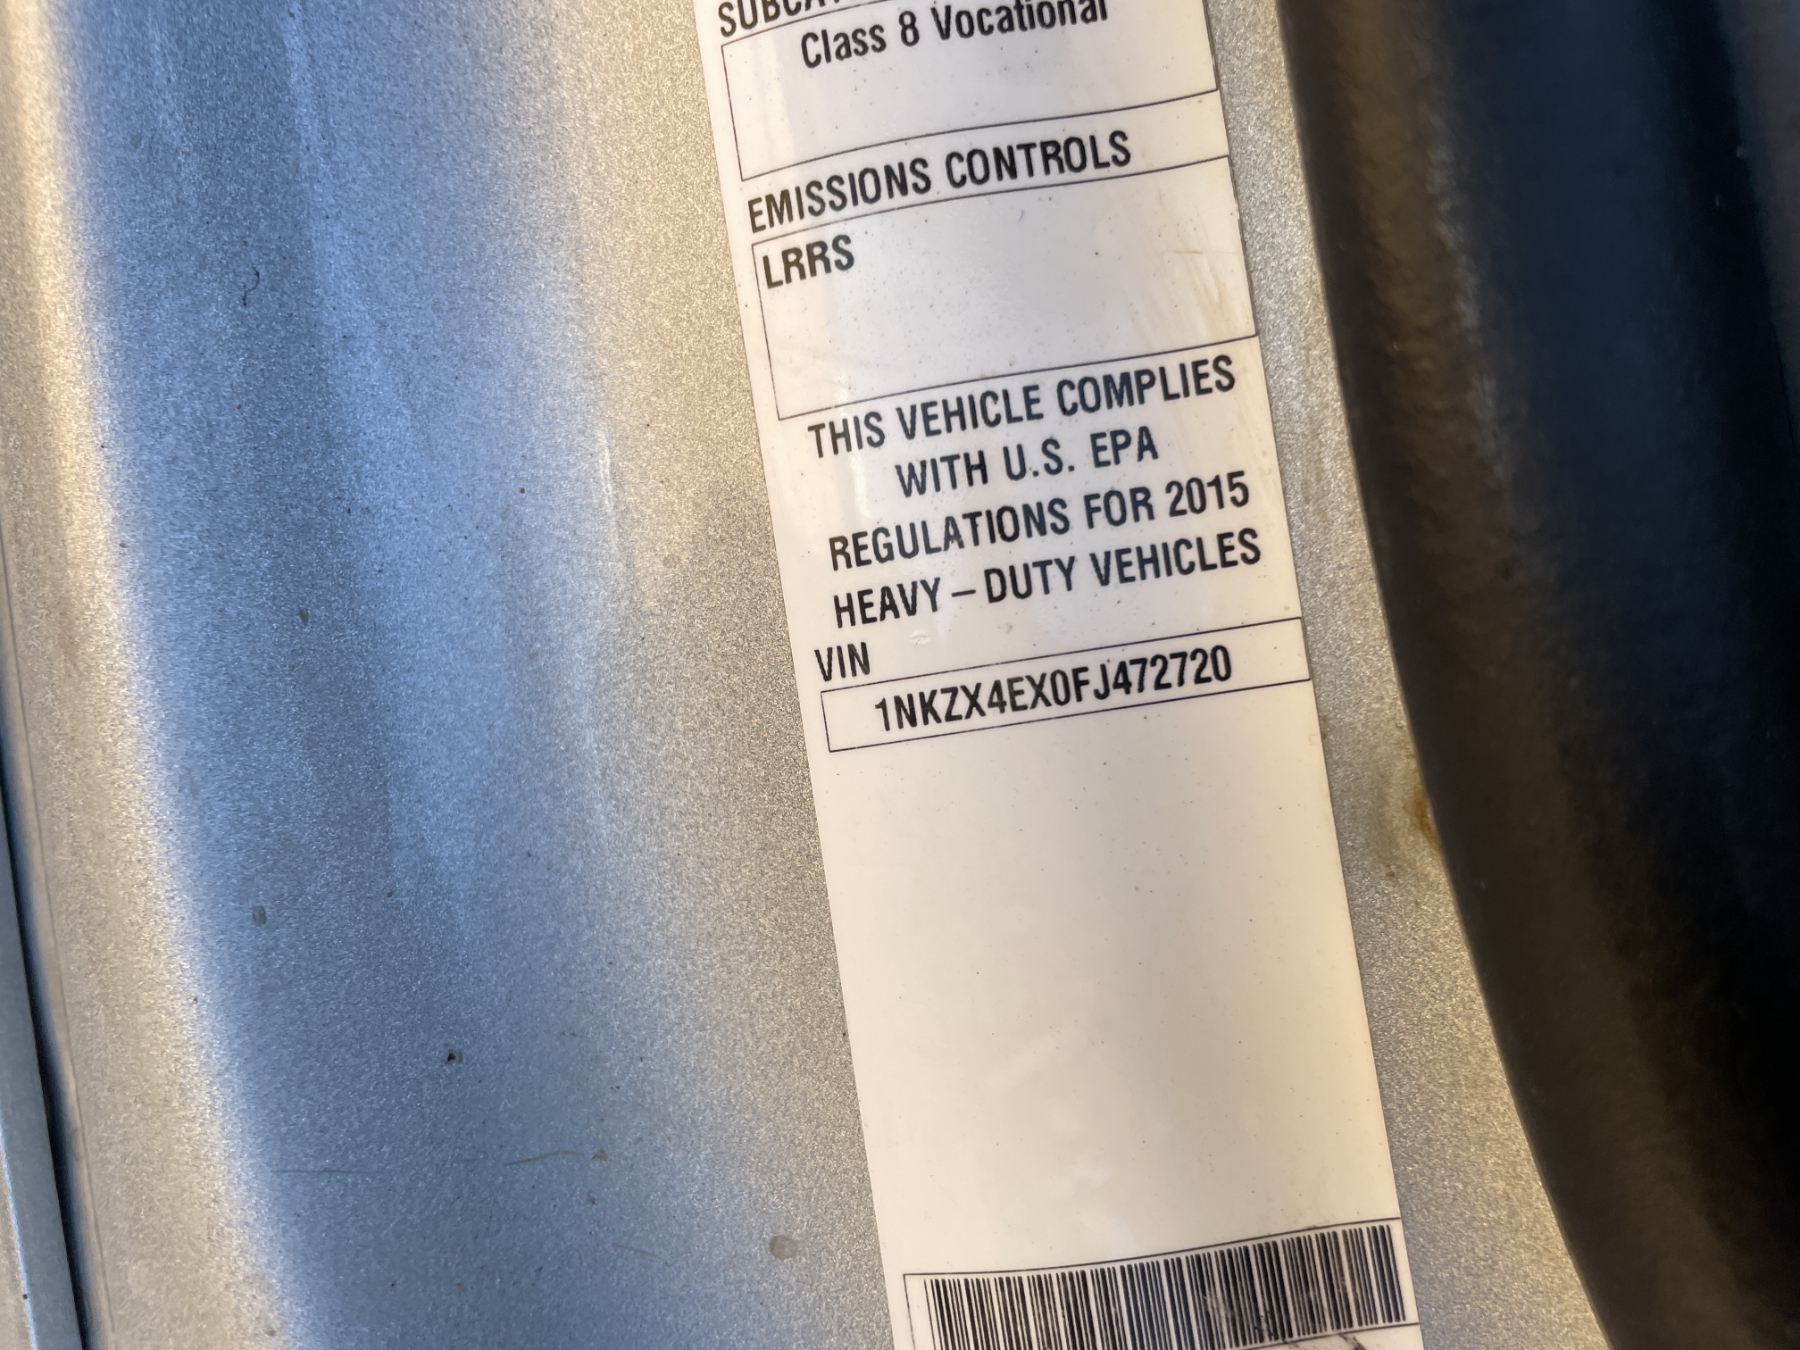 Class 8 Vocational
EMISSIONS CONTROLS
LRRS
THIS VEHICLE COMPLIES
WITH U.S. EPA
REGULATIONS FOR 2015
HEAVY – DUTY VEHICLES
VIN
1NKZX4EX0FJ472720